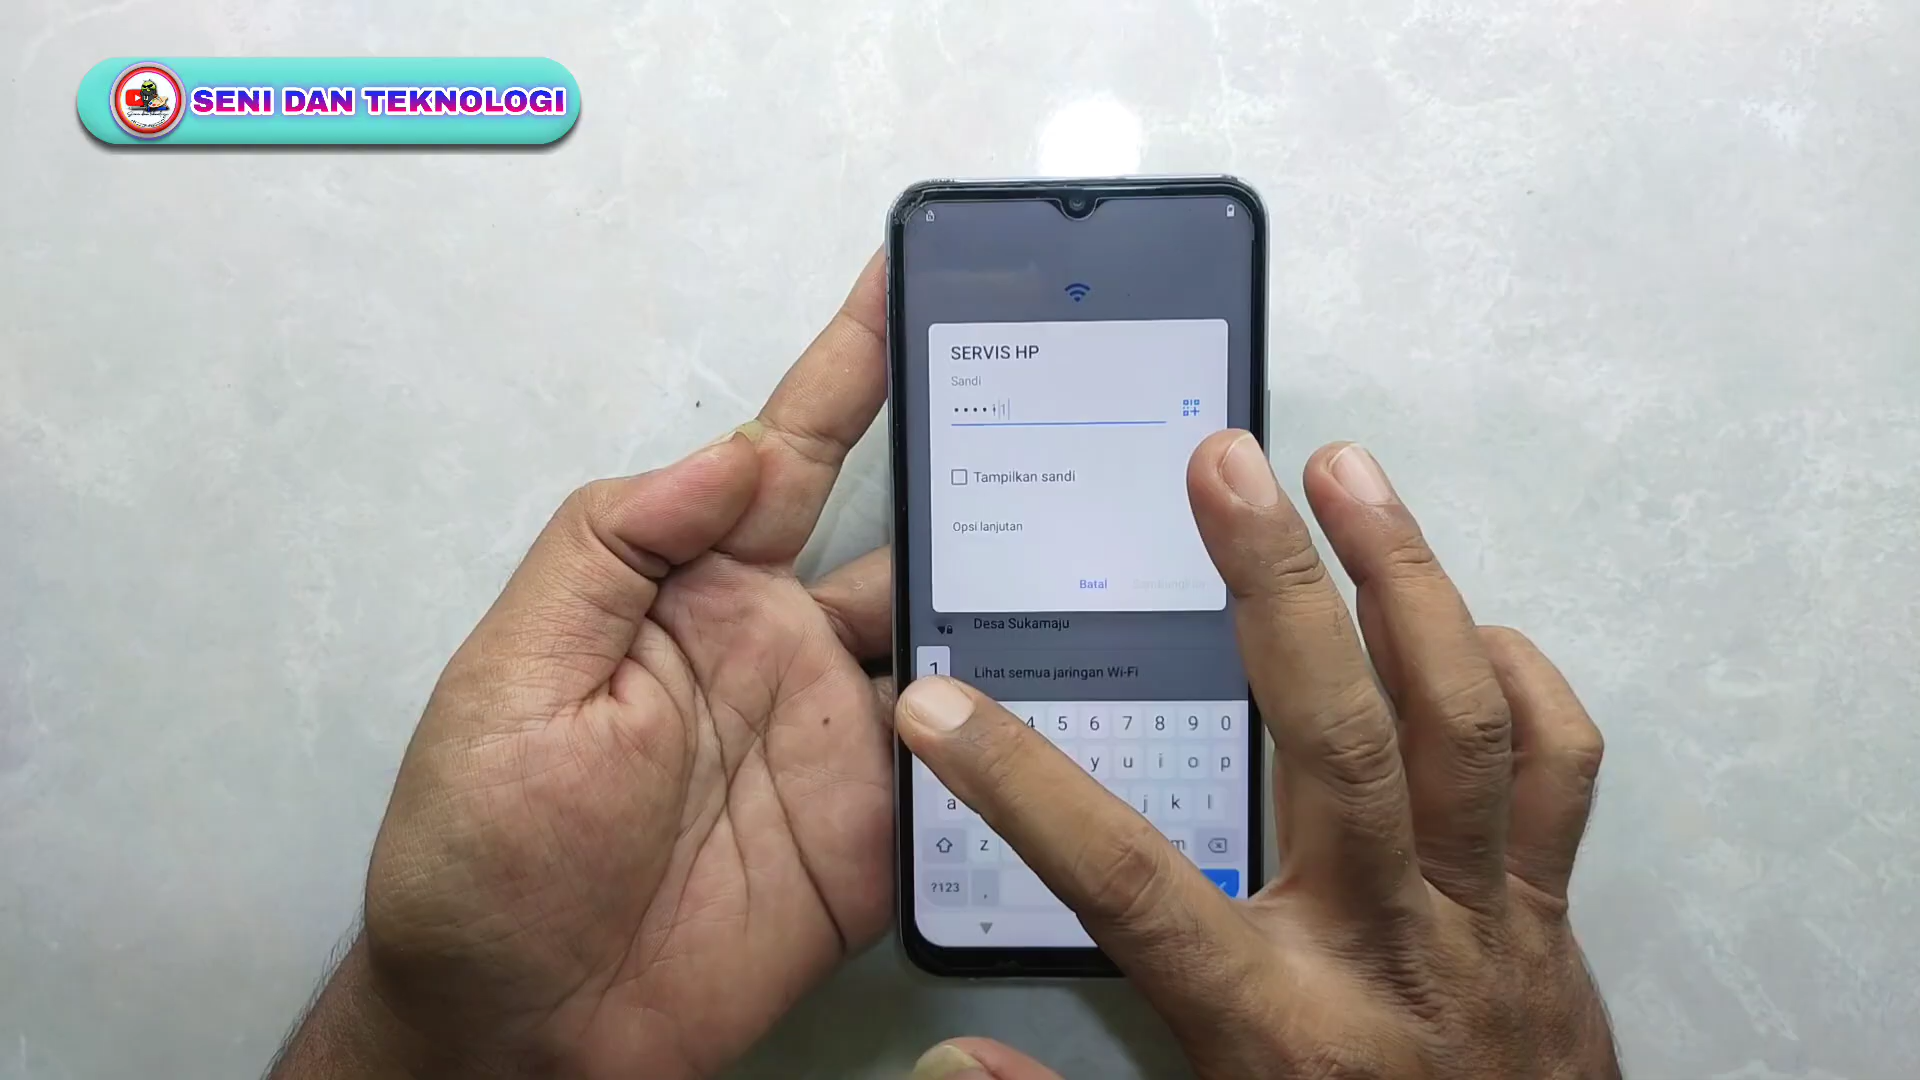 SENI DAN TEKNOLOGI
SERVIS HP
Sandi
•••••1
Tampilkan sandi
Opsi lanjutan
Batal
Desa Sukamaju
Lihat semua jaringan Wi-Fi
1
4 5 6 7 8 9 0
y u i o p
a j k l
z m
?123 ,